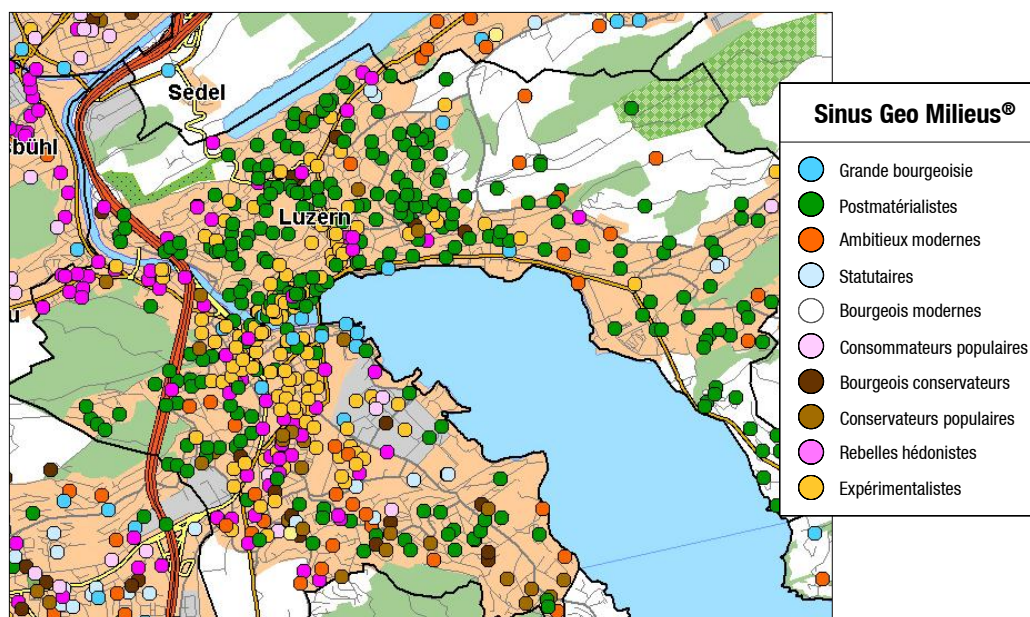 Sedel
sbühl
Luzern
u
Sinus Geo Milieus®
Grande bourgeoisie
Postmatérialistes
Ambitieux modernes
Statutaires
Bourgeois modernes
Consommateurs populaires
Bourgeois conservateurs
Conservateurs populaires
Rebelles hédonistes
Expérimentalistes